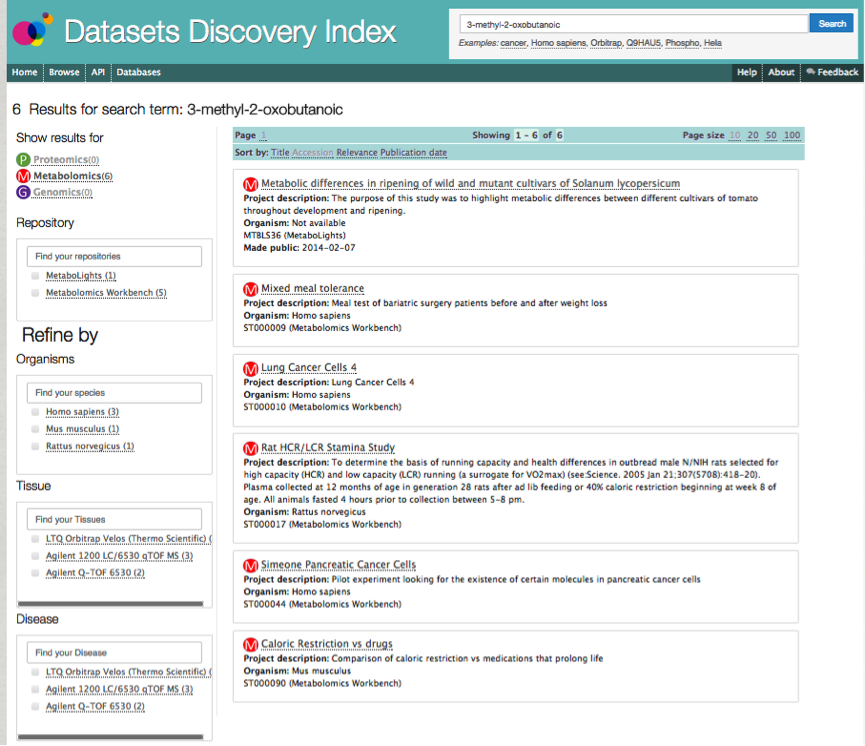 Datasets Discovery Index
3-methyl-2-oxobutanoic
Search
Examples: cancer, Homo sapiens, Orbitrap, Q9HAU5, Phospho, Hela
Home Browse API Databases
Help About Feedback
6 Results for search term: 3-methyl-2-oxobutanoic
Show results for
P Proteomics(0)
M Metabolomics(6)
G Genomics(0)
Repository
Find your repositories
MetaboLights (1)
Metabolomics Workbench (5)
Refine by
Organisms
Find your species
Homo sapiens (3)
Mus musculus (1)
Rattus norvegicus (1)
Tissue
Find your Tissues
LTQ Orbitrap Velos (Thermo Scientific) (
Agilent 1200 LC/6530 qTOF MS (3)
Agilent Q-TOF 6530 (2)
Disease
Find your Disease
LTQ Orbitrap Velos (Thermo Scientific) (
Agilent 1200 LC/6530 qTOF MS (3)
Agilent Q-TOF 6530 (2)
Page 1 Showing 1 - 6 of 6 Page size 10 20 50 100
Sort by: Title Accession Relevance Publication date
M Metabolic differences in ripening of wild and mutant cultivars of Solanum lycopersicum
Project description: The purpose of this study was to highlight metabolic differences between different cultivars of tomato
throughout development and ripening.
Organism: Not available
MTBLS36 (MetaboLights)
Made public: 2014-02-07
M Mixed meal tolerance
Project description: Meal test of bariatric surgery patients before and after weight loss
Organism: Homo sapiens
ST000009 (Metabolomics Workbench)
M Lung Cancer Cells 4
Project description: Lung Cancer Cells 4
Organism: Homo sapiens
ST000010 (Metabolomics Workbench)
M Rat HCR/LCR Stamina Study
Project description: To determine the basis of running capacity and health differences in outbread male N/NIH rats selected for
high capacity (HCR) and low capacity (LCR) running (a surrogate for VO2max) (see:Science. 2005 Jan 21;307(5708):418-20).
Plasma collected at 12 months of age in generation 28 rats after ad lib feeding or 40% caloric restriction beginning at week 8 of
age. All animals fasted 4 hours prior to collection between 5-8 pm.
Organism: Rattus norvegicus
ST000017 (Metabolomics Workbench)
M Simeone Pancreatic Cancer Cells
Project description: Pilot experiment looking for the existence of certain molecules in pancreatic cancer cells
Organism: Homo sapiens
ST000044 (Metabolomics Workbench)
M Caloric Restriction vs drugs
Project description: Comparison of caloric restriction vs medications that prolong life
Organism: Mus musculus
ST000090 (Metabolomics Workbench)